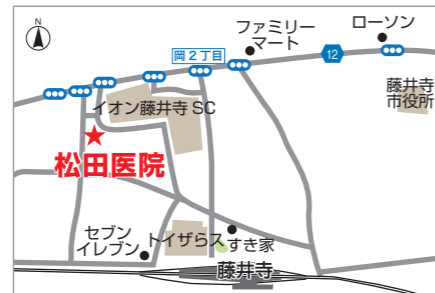 N
ファミリー
マート
ローソン
岡2丁目
12
藤井寺
市役所
イオン藤井寺SC
松田医院
セブン
イレブン
トイザらス
すき家
藤井寺